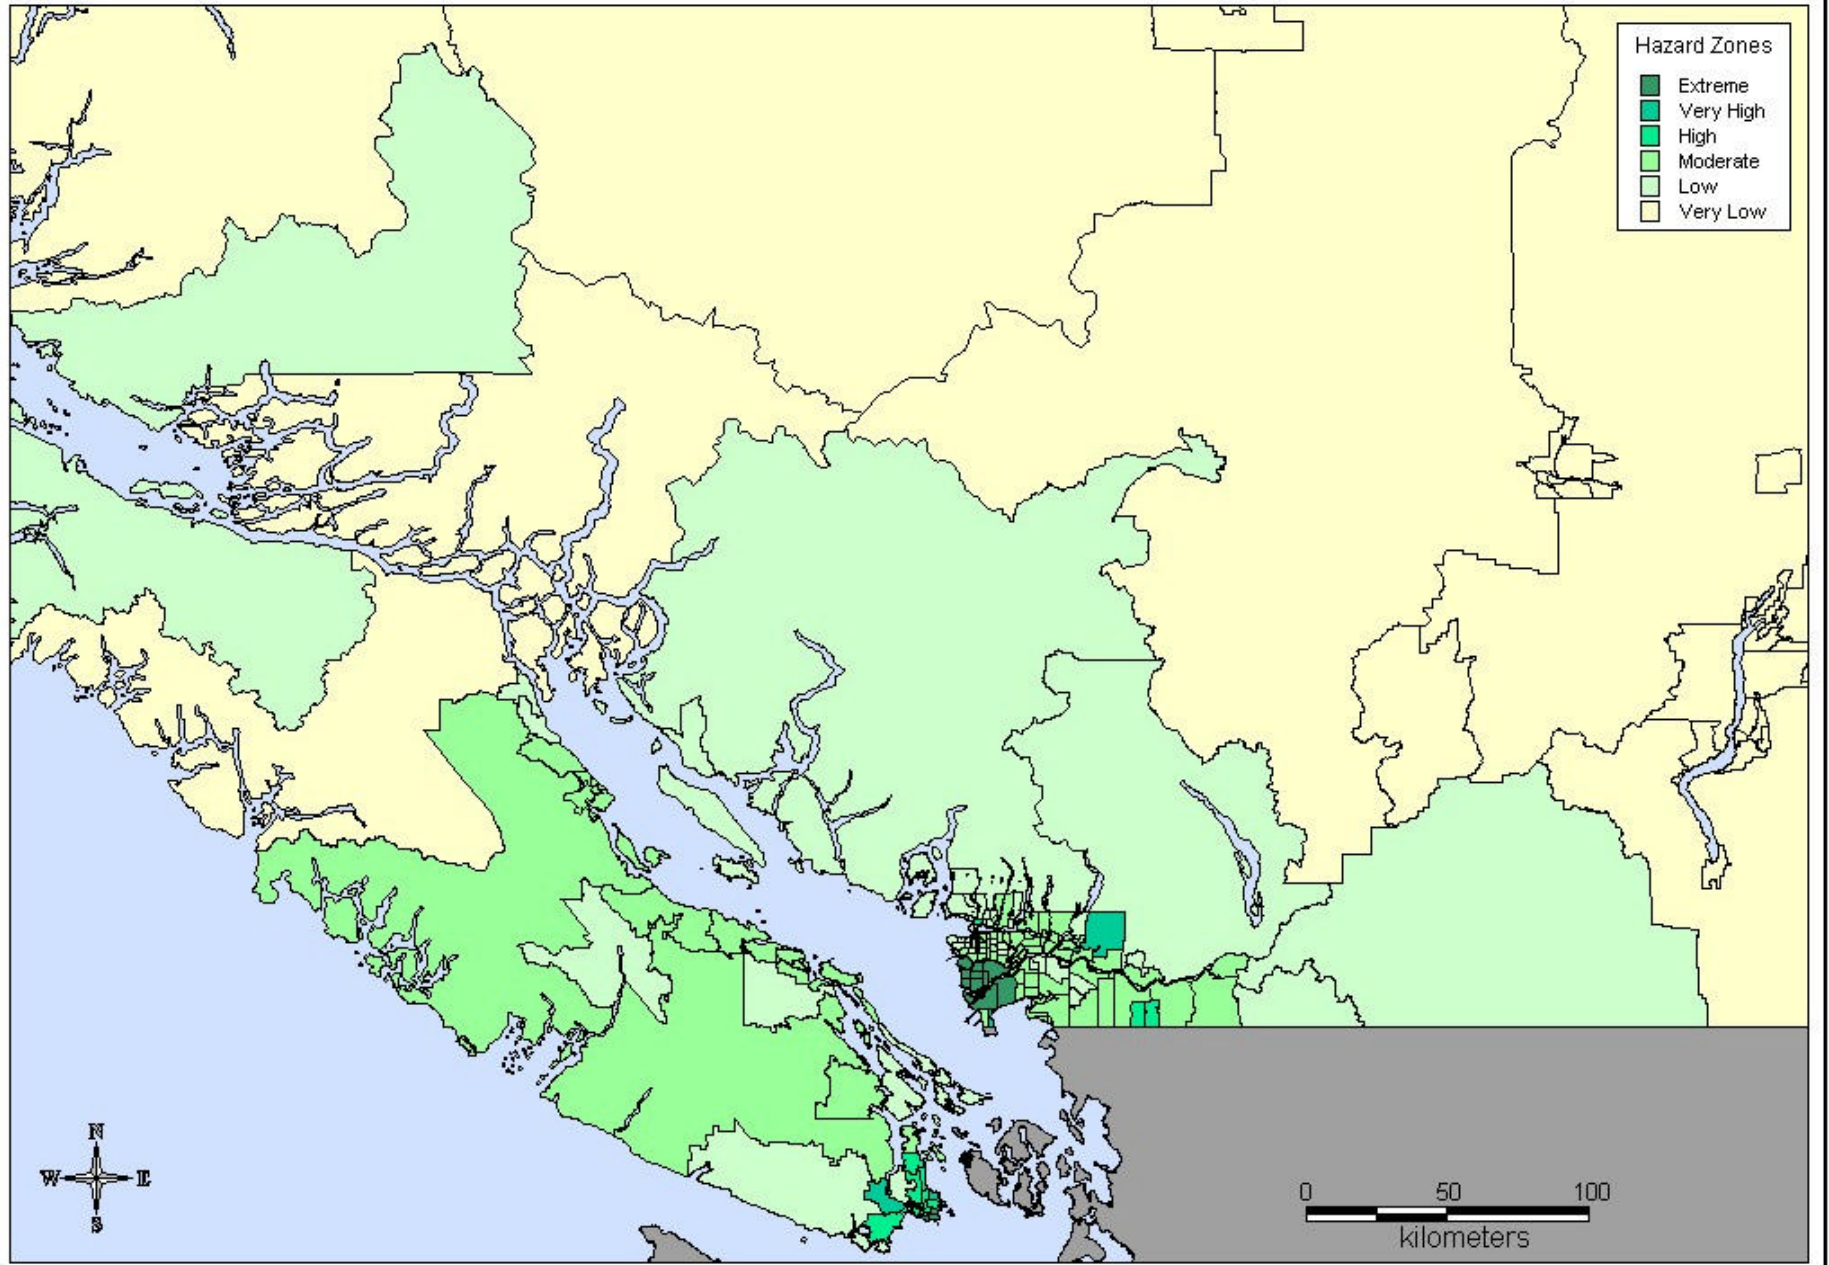 Hazard Zones
Extreme
Very High
High
Moderate
Low
Very Low
N
W E
S
0 50 100
kilometers